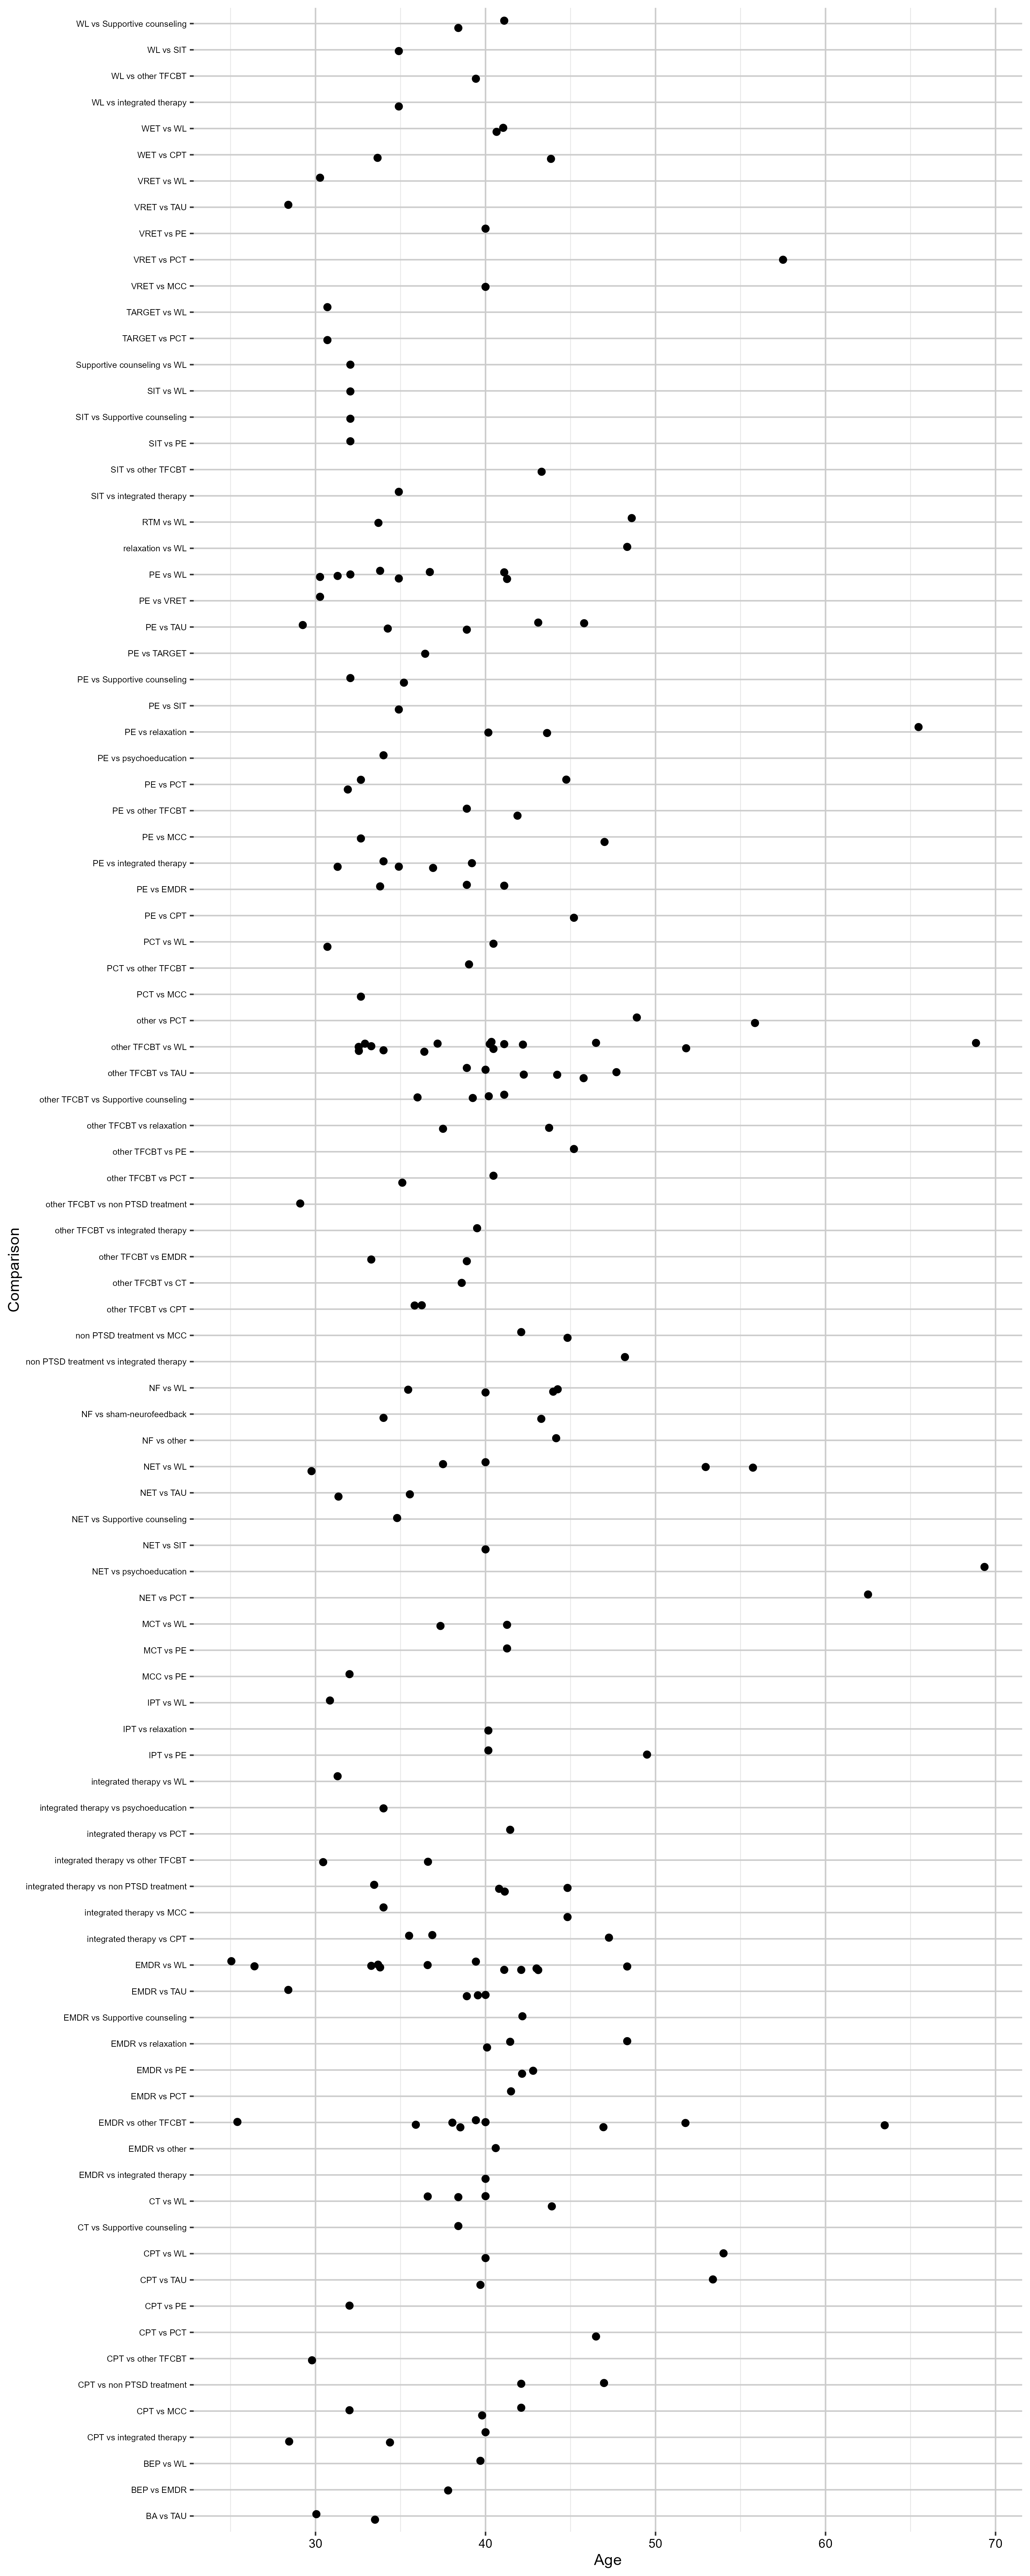 WL vs Supportive counseling
WL vs SIT
WL vs other TFCBT
WL vs integrated therapy
WET vs WL
WET vs CPT
VRET vs WL
VRET vs TAU
VRET vs PE
VRET vs PCT
VRET vs MCC
TARGET vs WL
TARGET vs PCT
Supportive counseling vs WL
SIT vs WL
SIT vs Supportive counseling
SIT vs PE
SIT vs other TFCBT
SIT vs integrated therapy
RTM vs WL
relaxation vs WL
PE vs WL
PE vs VRET
PE vs TAU
PE vs TARGET
PE vs Supportive counseling
PE vs SIT
PE vs relaxation
PE vs psychoeducation
PE vs PCT
PE vs other TFCBT
PE vs MCC
PE vs integrated therapy
PE vs EMDR
PE vs CPT
PCT vs WL
PCT vs other TFCBT
PCT vs MCC
other vs PCT
other TFCBT vs WL
other TFCBT vs TAU
other TFCBT vs Supportive counseling
other TFCBT vs relaxation
other TFCBT vs PE
other TFCBT vs PCT
other TFCBT vs non PTSD treatment
other TFCBT vs integrated therapy
other TFCBT vs EMDR
other TFCBT vs CT
other TFCBT vs CPT
non PTSD treatment vs MCC
non PTSD treatment vs integrated therapy
NF vs WL
NF vs sham-neurofeedback
NF vs other
NET vs WL
NET vs TAU
NET vs Supportive counseling
NET vs SIT
NET vs psychoeducation
NET vs PCT
MCT vs WL
MCT vs PE
MCC vs PE
IPT vs WL
IPT vs relaxation
IPT vs PE
integrated therapy vs WL
integrated therapy vs psychoeducation
integrated therapy vs PCT
integrated therapy vs other TFCBT
integrated therapy vs non PTSD treatment
integrated therapy vs MCC
integrated therapy vs CPT
EMDR vs WL
EMDR vs TAU
EMDR vs Supportive counseling
EMDR vs relaxation
EMDR vs PE
EMDR vs PCT
EMDR vs other TFCBT
EMDR vs other
EMDR vs integrated therapy
CT vs WL
CT vs Supportive counseling
CPT vs WL
CPT vs TAU
CPT vs PE
CPT vs PCT
CPT vs other TFCBT
CPT vs non PTSD treatment
CPT vs MCC
CPT vs integrated therapy
BEP vs WL
BEP vs EMDR
BA vs TAU
Comparison
30 40 50 60 70
Age